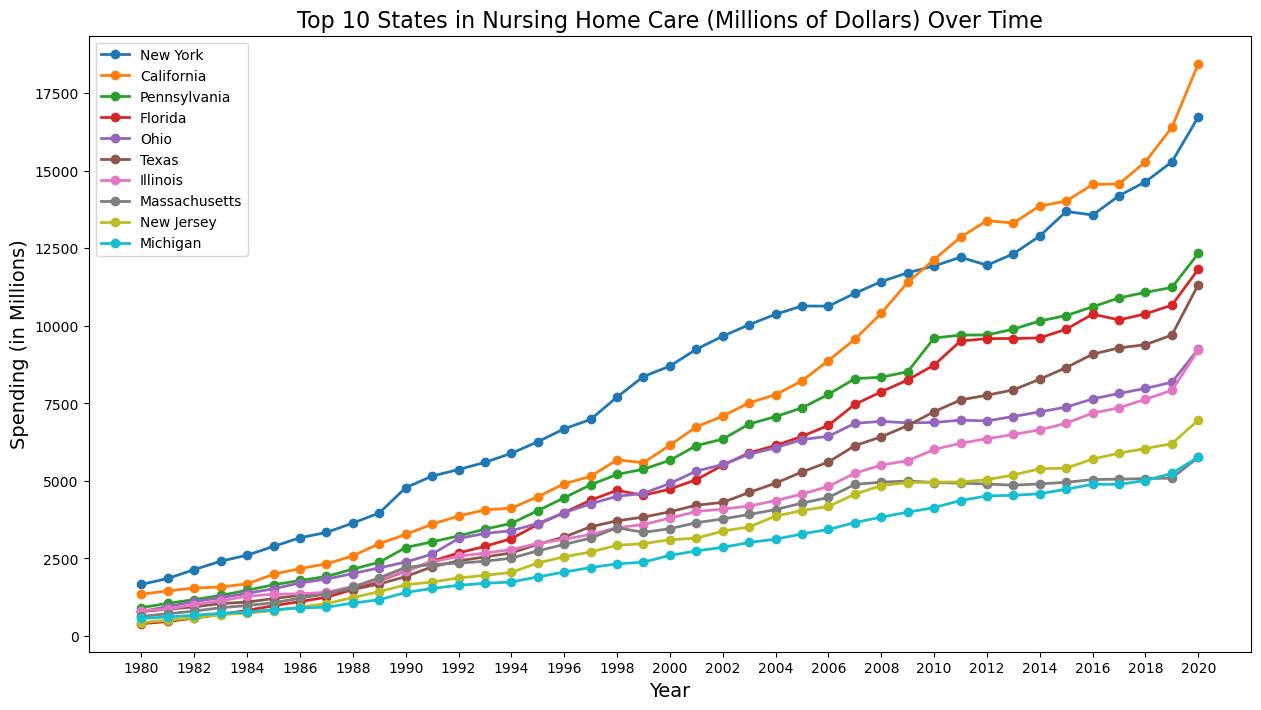 Top 10 States in Nursing Home Care (Millions of Dollars) Over Time
New York
California
Pennsylvania
Florida
Ohio
Texas
Illinois
Massachusetts
New Jersey
Michigan
Spending (in Millions)
17500
15000
12500
10000
7500
5000
2500
0
1980 1982 1984 1986 1988 1990 1992 1994 1996 1998 2000 2002 2004 2006 2008 2010 2012 2014 2016 2018 2020
Year